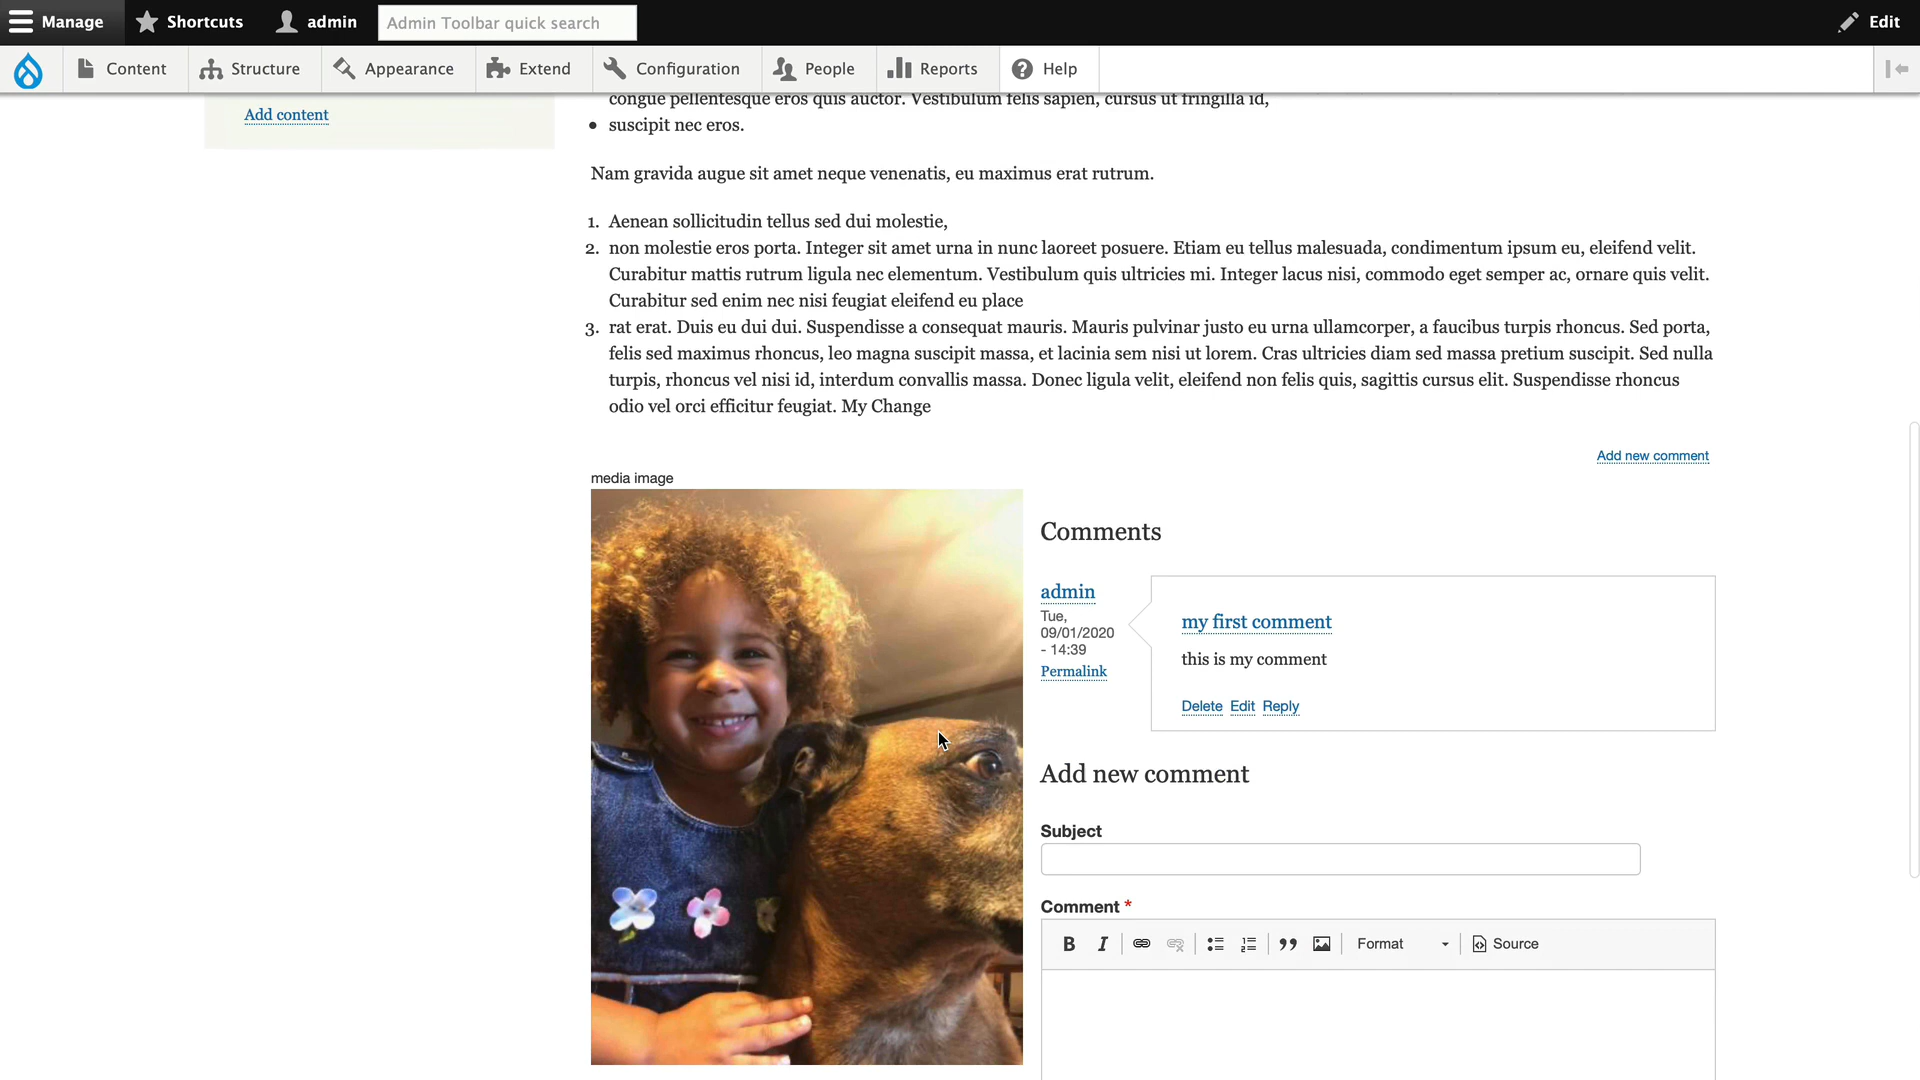 Manage Shortcuts admin Admin Toolbar quick search Edit
Content Structure Appearance Extend Configuration People Reports Help
Add content
congue pellentesque eros quis auctor. Vestibulum felis sapien, cursus ut fringilla id,
• suscipit nec eros.
Nam gravida augue sit amet neque venenatis, eu maximus erat rutrum.
1. Aenean sollicitudin tellus sed dui molestie,
2. non molestie eros porta. Integer sit amet urna in nunc laoreet posuere. Etiam eu tellus malesuada, condimentum ipsum eu, eleifend velit.
Curabitur mattis rutrum ligula nec elementum. Vestibulum quis ultricies mi. Integer lacus nisi, commodo eget semper ac, ornare quis velit.
Curabitur sed enim nec nisi feugiat eleifend eu place
3. rat erat. Duis eu dui dui. Suspendisse a consequat mauris. Mauris pulvinar justo eu urna ullamcorper, a faucibus turpis rhoncus. Sed porta,
felis sed maximus rhoncus, leo magna suscipit massa, et lacinia sem nisi ut lorem. Cras ultricies diam sed massa pretium suscipit. Sed nulla
turpis, rhoncus vel nisi id, interdum convallis massa. Donec ligula velit, eleifend non felis quis, sagittis cursus elit. Suspendisse rhoncus
odio vel orci efficitur feugiat. My Change
Add new comment
media image
Comments
admin
Tue,
09/01/2020
- 14:39
Permalink
my first comment
this is my comment
Delete Edit Reply
Add new comment
Subject
Comment *
B I Format Source